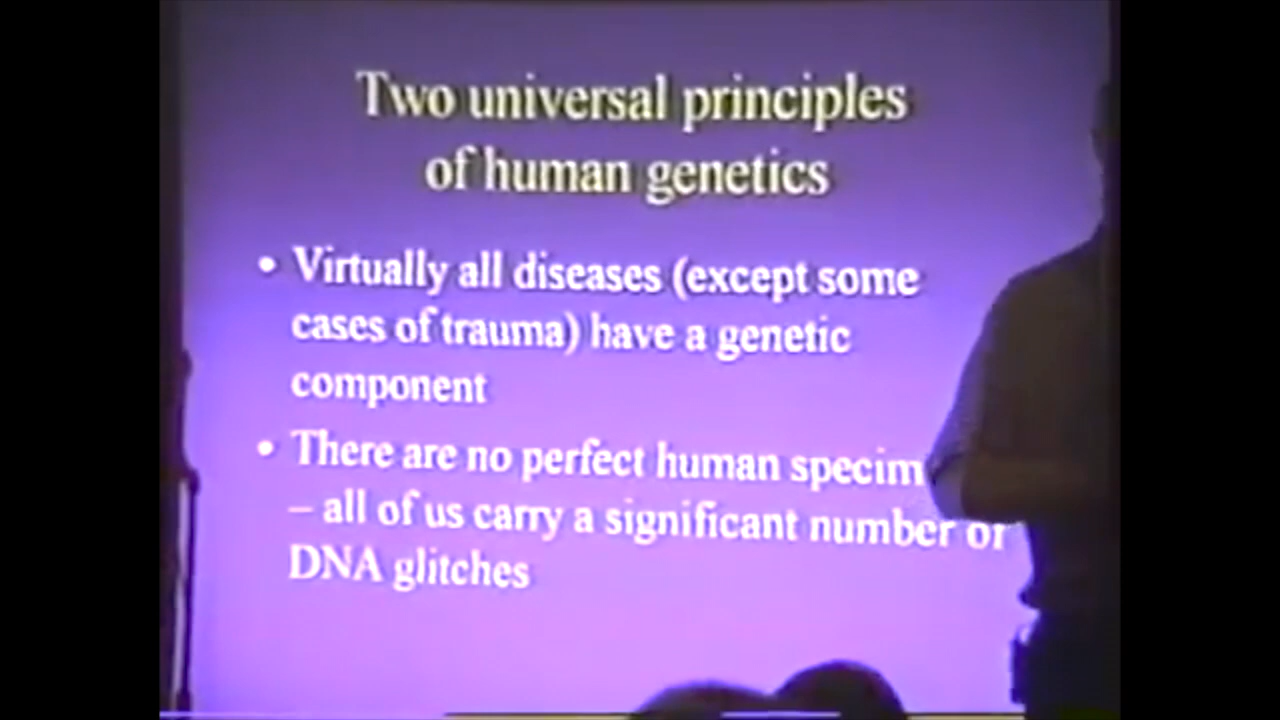 Two universal principles
of human genetics
• Virtually all diseases (except some
cases of trauma) have a genetic
component
• There are no perfect human specim
– all of us carry a significant number of
DNA glitches